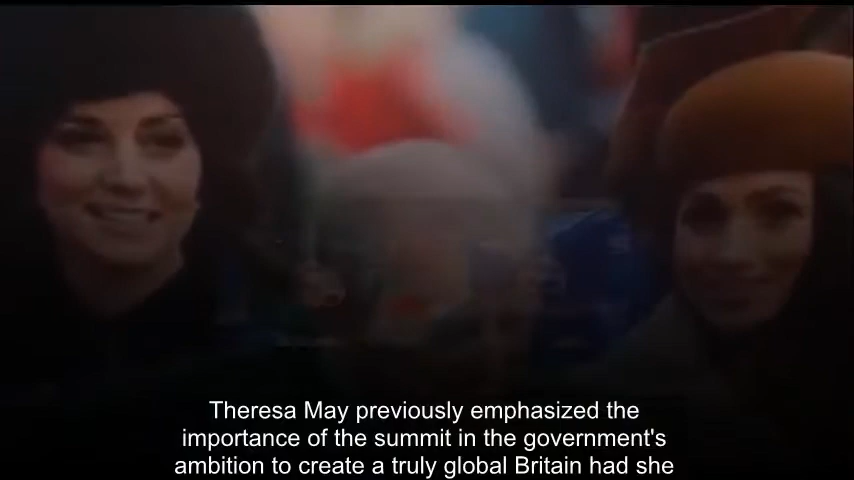 Theresa May previously emphasized the
importance of the summit in the government's
ambition to create a truly global Britain had she